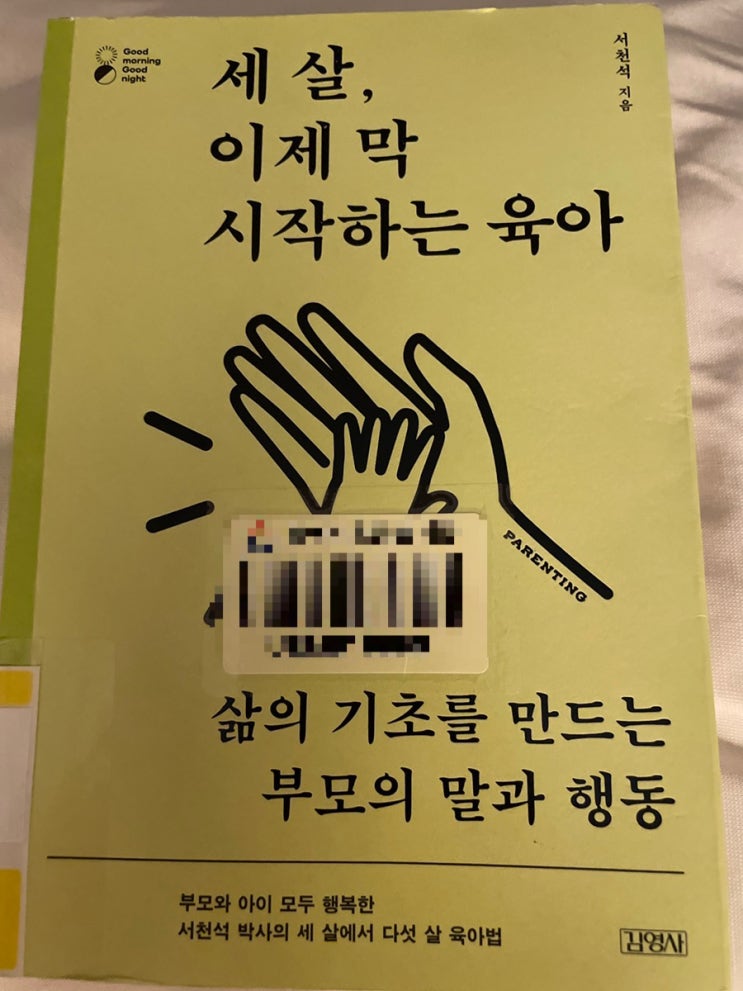 Good
morning
Good
night
서천석 지음
세 살,
이제 막
시작하는 육아
PARENTING
삶의 기초를 만드는
부모의 말과 행동
부모와 아이 모두 행복한
서천석 박사의 세 살에서 다섯 살 육아법
김영사